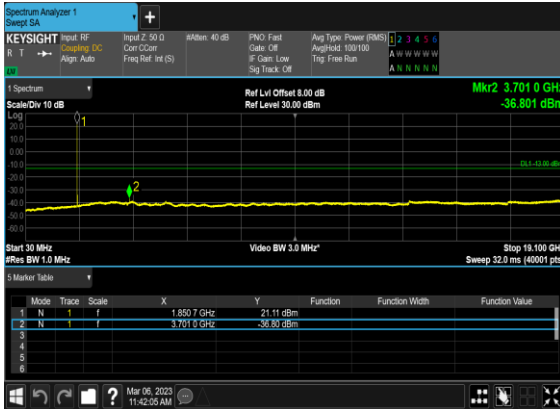 Spectrum Analyzer 1
Swept SA
KEYSIGHT
R T
Input: RF
Coupling: DC
Align: Auto
Input Z: 50 Ω
Corr CCorr
Freq Ref: Int (S)
#Atten: 40 dB
PNO: Fast
Gate: Off
IF Gain: Low
Sig Track: Off
Avg Type: Power (RMS)
Avg|Hold: 100/100
Trig: Free Run
1 2 3 4 5 6
A W W W W W
A N N N N N
1 Spectrum
Scale/Div 10 dB
Ref Lvl Offset 8.00 dB
Ref Level 30.00 dBm
Mkr2 3.701 0 GHz
-36.801 dBm
Log
20.0
10.0
0.00
-10.0
-20.0
-30.0
-40.0
-50.0
-60.0
1
2
DL1 -13.00 dBm
Start 30 MHz
#Res BW 1.0 MHz
Video BW 3.0 MHz*
Stop 19.100 GHz
Sweep 32.0 ms (40001 pts)
5 Marker Table
Mode Trace Scale X Y Function Function Width Function Value
1 N 1 f 1.850 7 GHz 21.11 dBm
2 N 1 f 3.701 0 GHz -36.80 dBm
3
4
5
6
Mar 06, 2023
11:42:05 AM